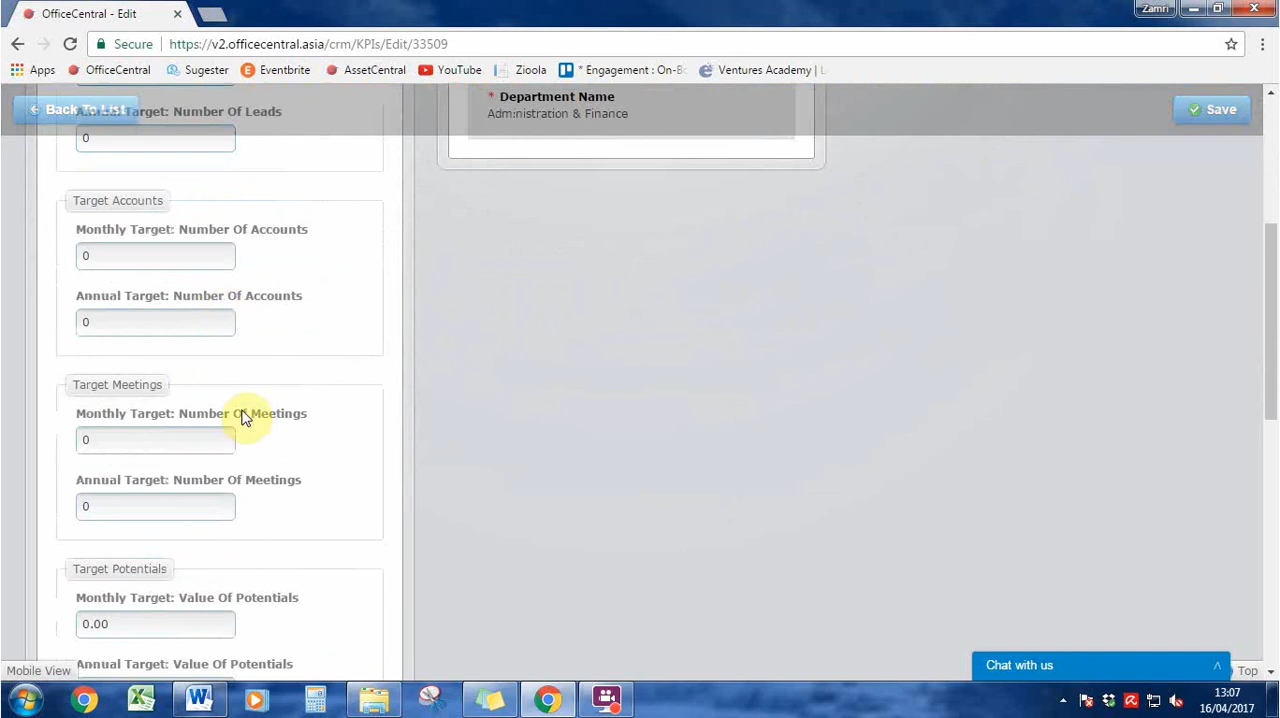 OfficeCentral - Edit
Zamri
Secure https://v2.officecentral.asia/crm/KPIs/Edit/33509
Apps OfficeCentral Sugester Eventbrite AssetCentral YouTube Zioola * Engagement : On-Bo Ventures Academy | L
Back To List
Save
Annual Target: Number Of Leads
0
* Department Name
Administration & Finance
Target Accounts
Monthly Target: Number Of Accounts
0
Annual Target: Number Of Accounts
0
Target Meetings
Monthly Target: Number Of Meetings
0
Annual Target: Number Of Meetings
0
Target Potentials
Monthly Target: Value Of Potentials
0.00
Annual Target: Value Of Potentials
Mobile View
Chat with us
Top
13:07
16/04/2017